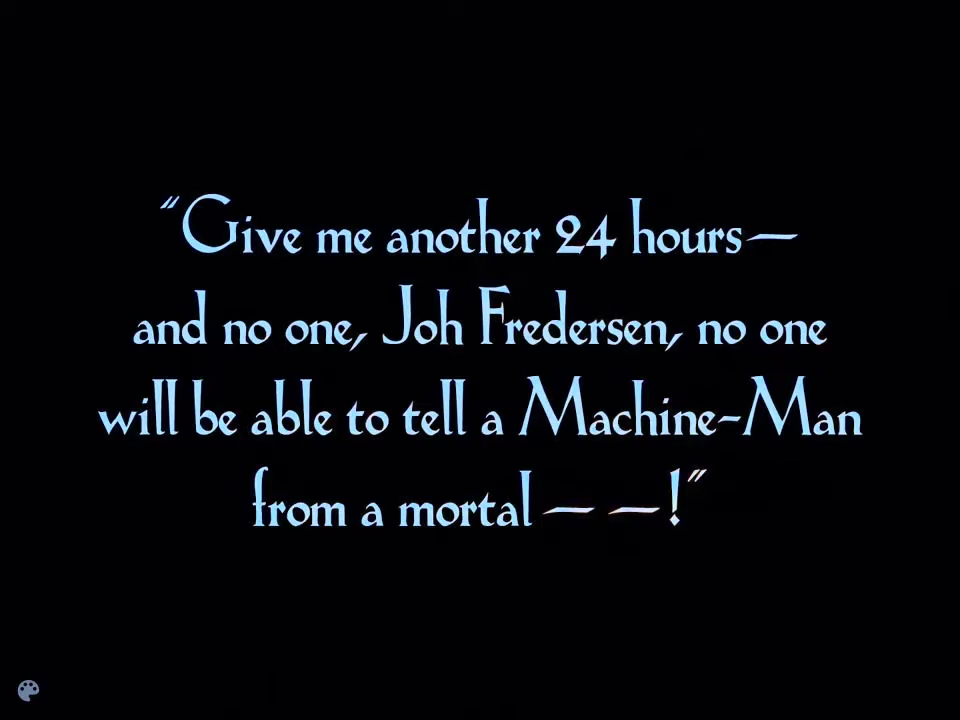 “Give me another 24 hours—
and no one, Joh Fredersen, no one
will be able to tell a Machine-Man
from a mortal — —!”